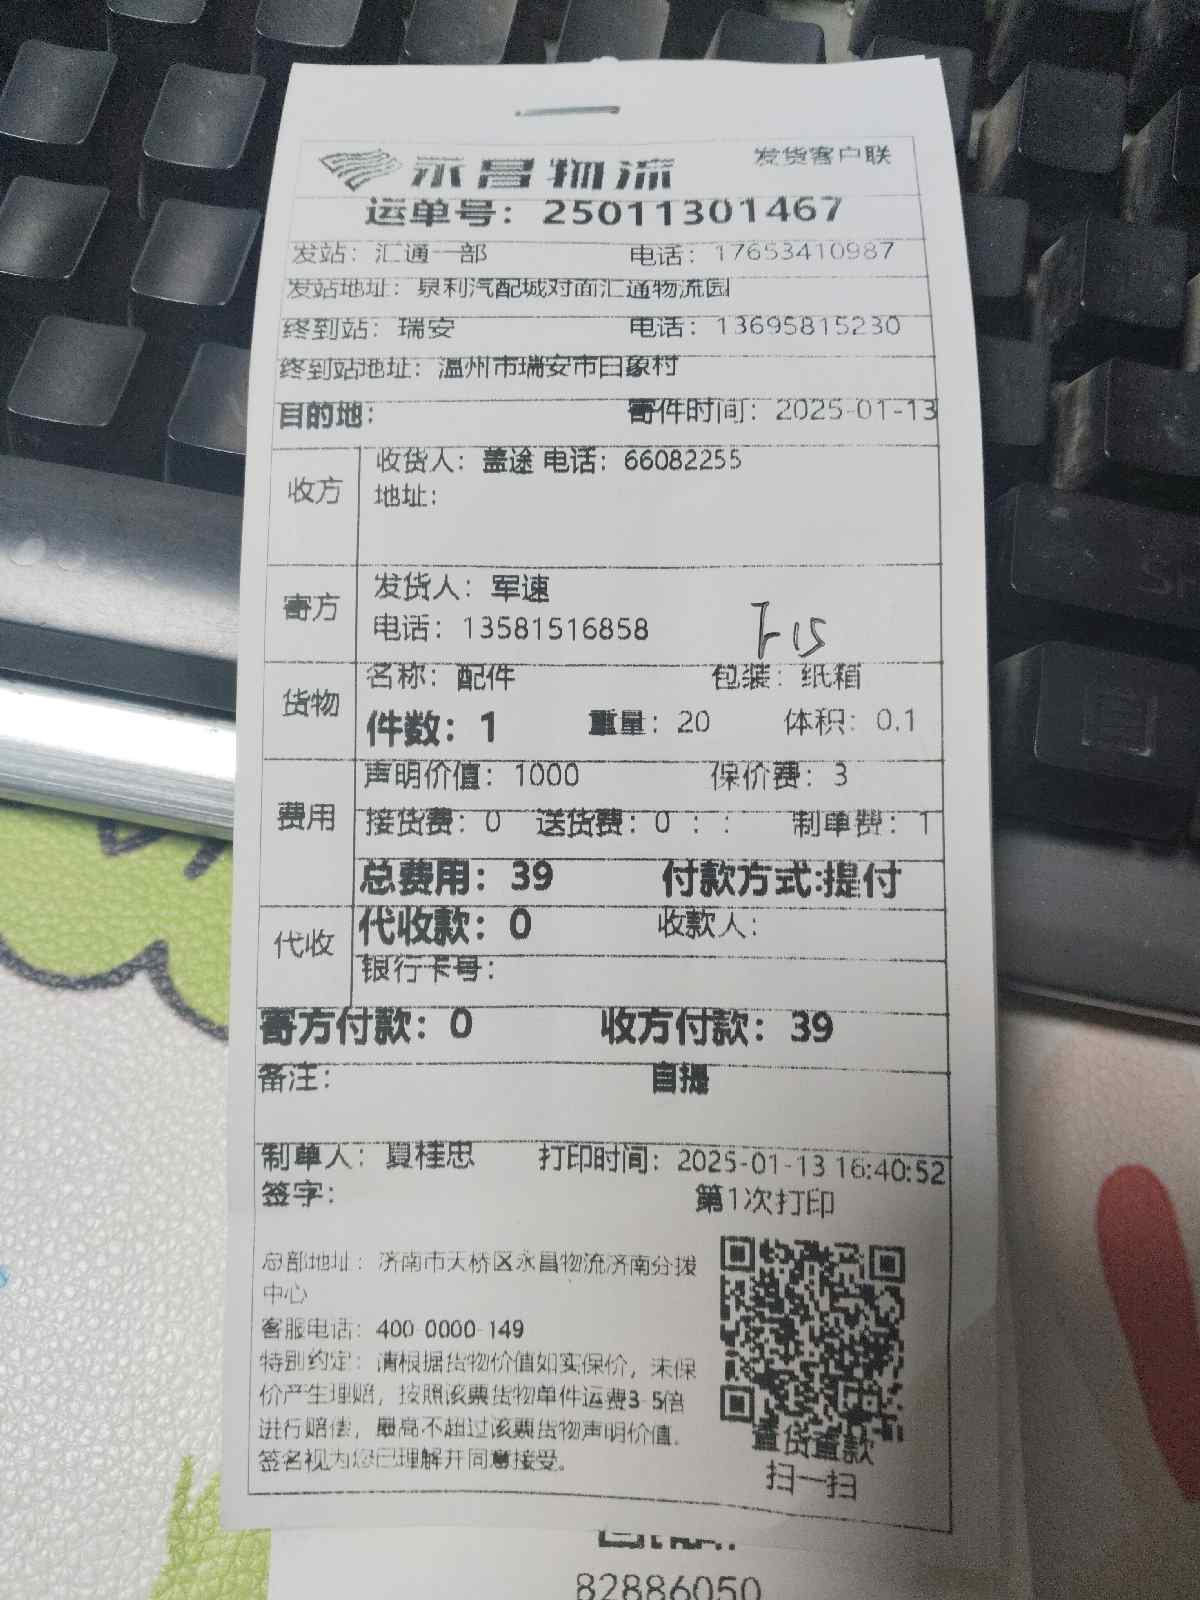 永昌物流 发货客户联
运单号：25011301467
发站：汇通一部 电话：17653410987
发站地址：泉利汽配城对面汇通物流园
终到站：瑞安 电话：13695815230
终到站地址：温州市瑞安市白象村
目的地： 寄件时间：2025-01-13
收方 收货人：盖途 电话：66082255
地址：
寄方 发货人：军速
电话：13581516858
货物 名称：配件 包装：纸箱
件数：1 重量：20 体积：0.1
费用 声明价值：1000 保价费：3
接货费：0 送货费：0 ：： 制单费：1
总费用：39 付款方式:提付
代收 代收款：0 收款人：
银行卡号：
寄方付款：0 收方付款：39
备注： 自提
制单人：夏桂忠 打印时间：2025-01-13 16:40:52
签字： 第1次打印
总部地址：济南市天桥区永昌物流济南分拨
中心
客服电话：400-0000-149
特别约定：请根据货物价值如实保价，未保
价产生理赔，按照该票货物单件运费3-5倍
进行赔偿，最高不超过该票货物声明价值.
签名视为您已理解并同意接受。
查货查款
扫一扫
82886050